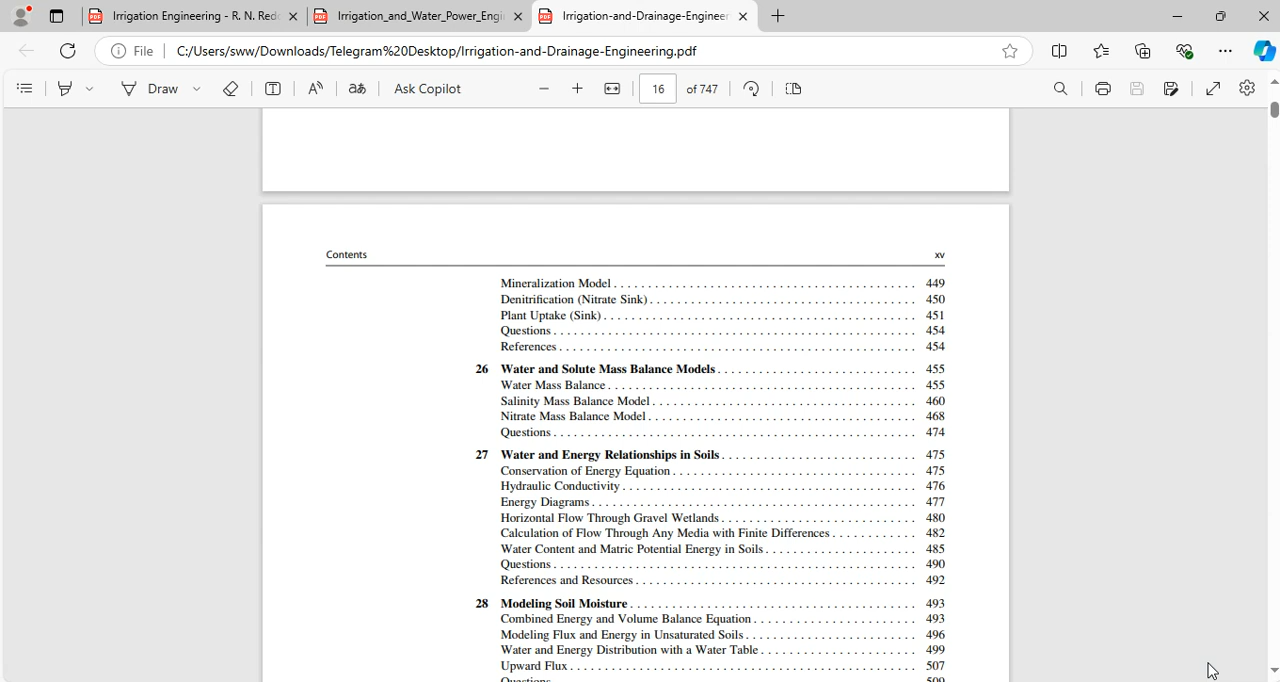 Irrigation Engineering - R. N. Redd
Irrigation_and_Water_Power_Engi
Irrigation-and-Drainage-Engineer
File
C:/Users/sww/Downloads/Telegram%20Desktop/Irrigation-and-Drainage-Engineering.pdf
Draw
aあ
Ask Copilot
16 of 747
Contents xv
Mineralization Model 449
Denitrification (Nitrate Sink) 450
Plant Uptake (Sink) 451
Questions 454
References 454
26 Water and Solute Mass Balance Models 455
Water Mass Balance 455
Salinity Mass Balance Model 460
Nitrate Mass Balance Model 468
Questions 474
27 Water and Energy Relationships in Soils 475
Conservation of Energy Equation 475
Hydraulic Conductivity 476
Energy Diagrams 477
Horizontal Flow Through Gravel Wetlands 480
Calculation of Flow Through Any Media with Finite Differences 482
Water Content and Matric Potential Energy in Soils 485
Questions 490
References and Resources 492
28 Modeling Soil Moisture 493
Combined Energy and Volume Balance Equation 493
Modeling Flux and Energy in Unsaturated Soils 496
Water and Energy Distribution with a Water Table 499
Upward Flux 507
Questions 509